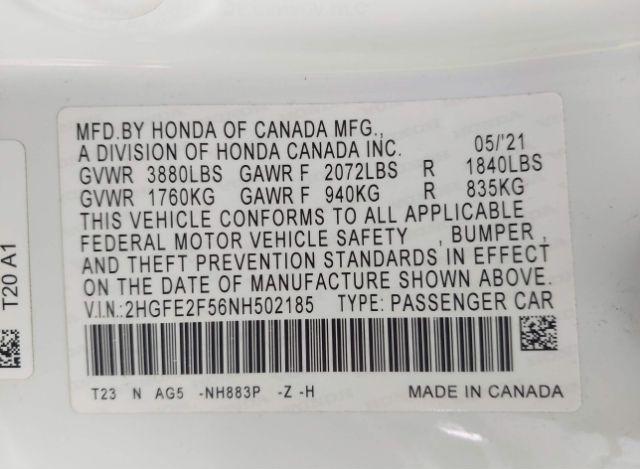 MFD.BY HONDA OF CANADA MFG.,
A DIVISION OF HONDA CANADA INC. 05/'21
GVWR 3880LBS GAWR F 2072LBS R 1840LBS
GVWR 1760KG GAWR F 940KG R 835KG
THIS VEHICLE CONFORMS TO ALL APPLICABLE
FEDERAL MOTOR VEHICLE SAFETY , BUMPER ,
AND THEFT PREVENTION STANDARDS IN EFFECT
ON THE DATE OF MANUFACTURE SHOWN ABOVE.
V.I.N.:2HGFE2F56NH502185 TYPE: PASSENGER CAR
T23 N AG5 -NH883P -Z -H MADE IN CANADA
T20 A1